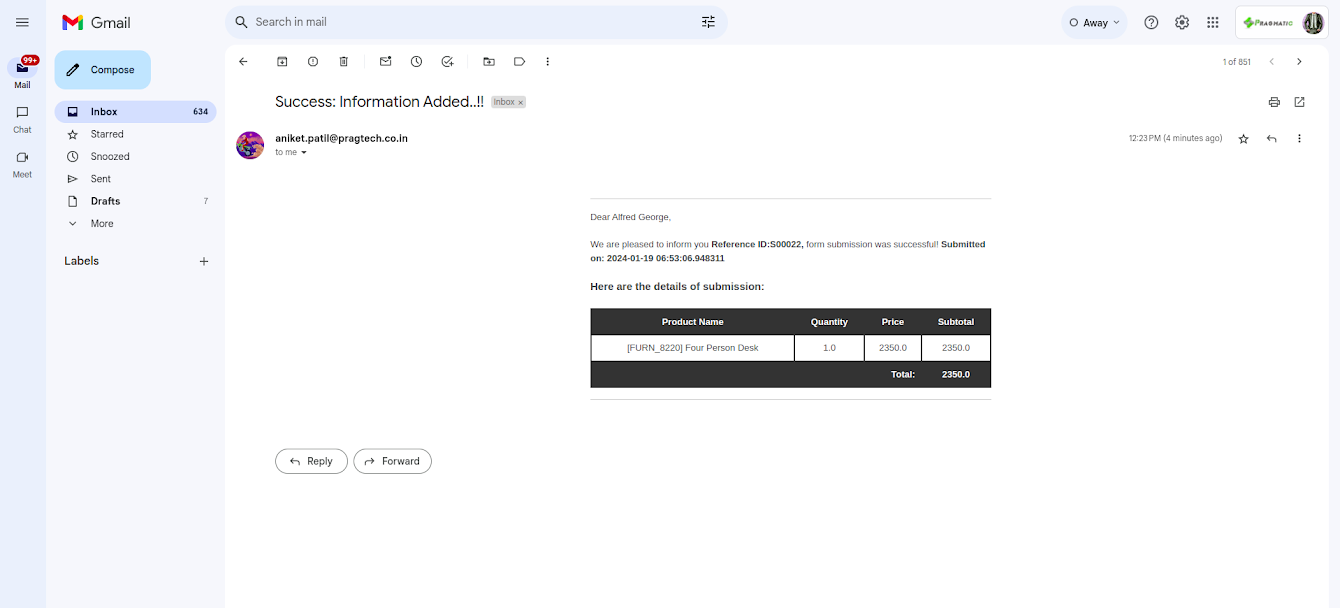 Gmail
Search in mail
Away
PRAGMATIC
99+
Mail
Chat
Meet
Compose
Inbox 634
Starred
Snoozed
Sent
Drafts 7
More
Labels
1 of 851
Success: Information Added..!! Inbox ×
aniket.patil@pragtech.co.in
to me
12:23 PM (4 minutes ago)
Dear Alfred George,
We are pleased to inform you Reference ID:S00022, form submission was successful! Submitted
on: 2024-01-19 06:53:06.948311
Here are the details of submission:
Product Name Quantity Price Subtotal
[FURN_8220] Four Person Desk 1.0 2350.0 2350.0
Total: 2350.0
Reply Forward